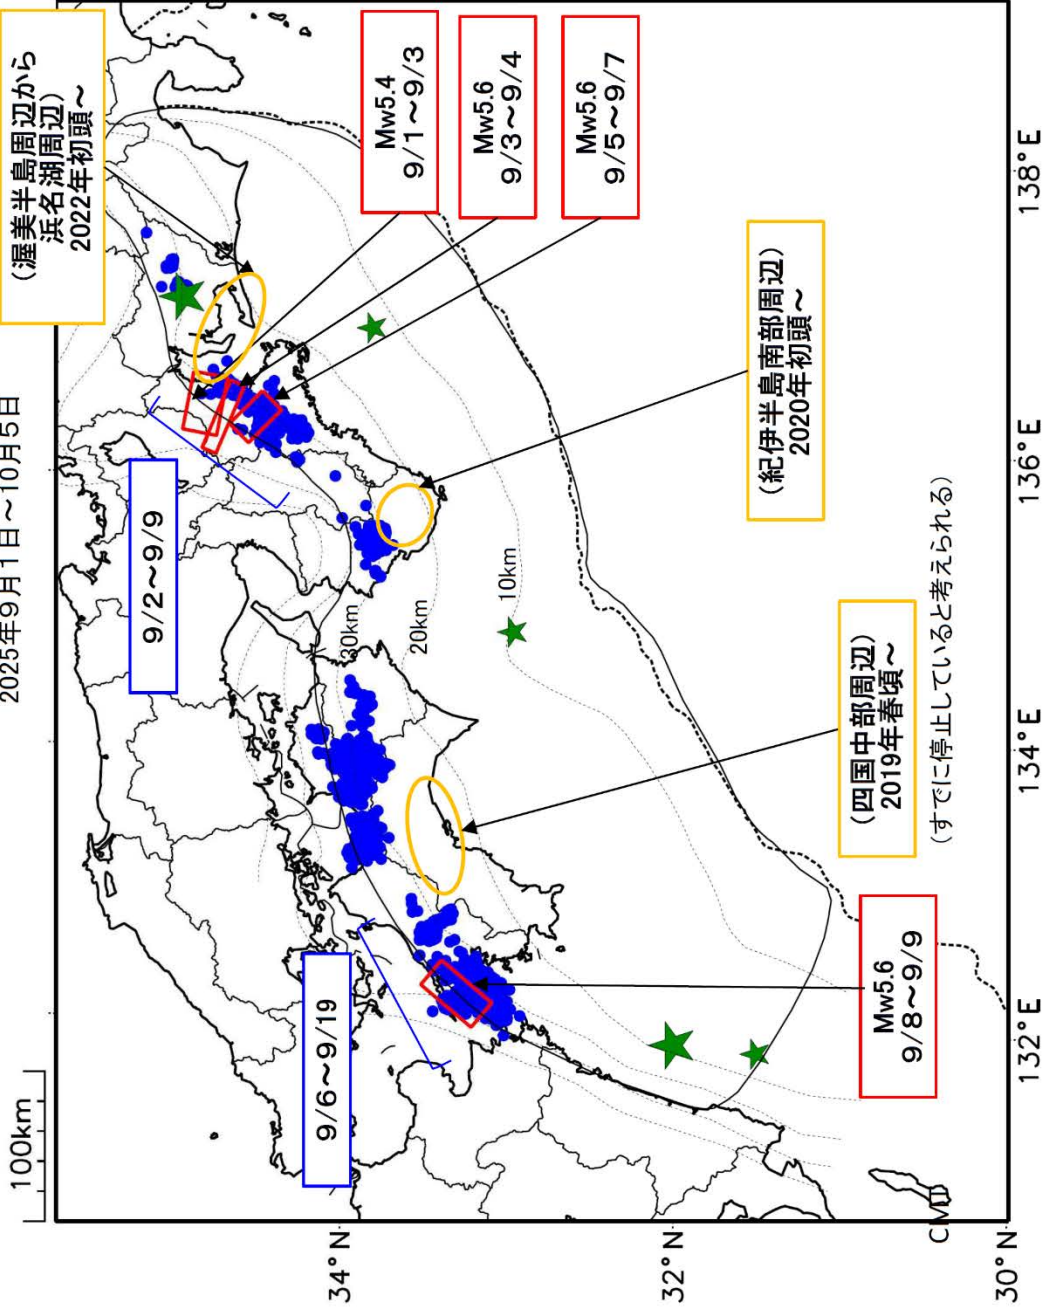 2025年9月1日~10月5日
(渥美半島周辺から
浜名湖周辺)
2022年初頭~
100km
9/2~9/9
9/6~9/19
Mw5.4
9/1~9/3
Mw5.6
9/3~9/4
Mw5.6
9/5~9/7
30km
20km
10km
(紀伊半島南部周辺)
2020年初頭~
(四国中部周辺)
2019年春頃~
(すでに停止していると考えられる)
Mw5.6
9/8~9/9
34°N
32°N
30°N
132°E
134°E
136°E
138°E